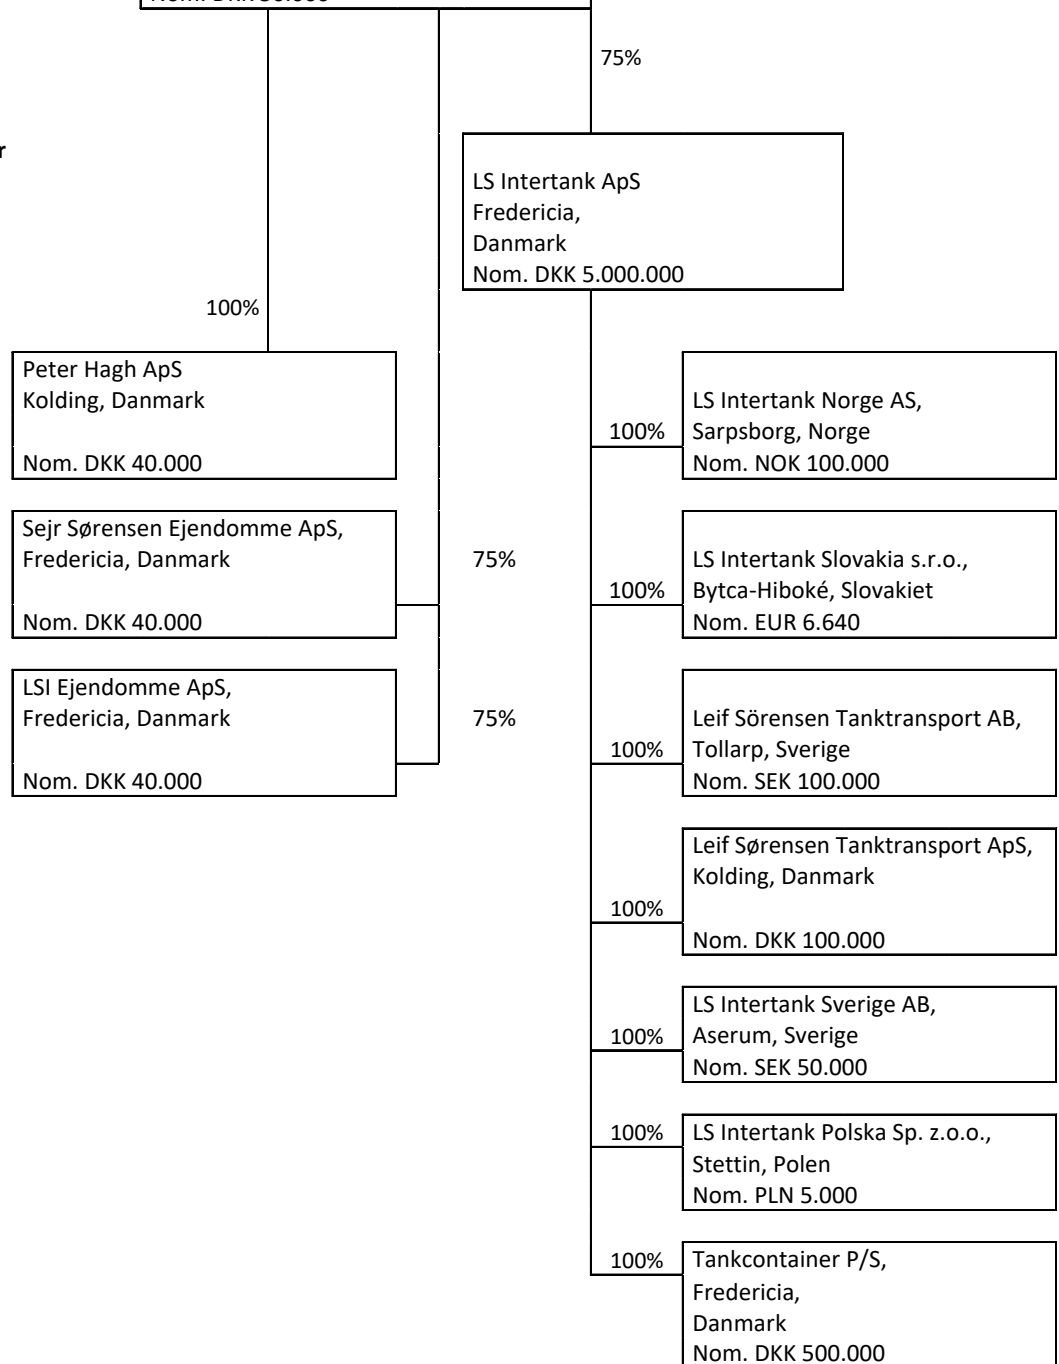 75%
LS Intertank ApS
Fredericia,
Danmark
Nom. DKK 5.000.000
100%
Peter Hagh ApS
Kolding, Danmark
Nom. DKK 40.000
100%
LS Intertank Norge AS,
Sarpsborg, Norge
Nom. NOK 100.000
Sejr Sørensen Ejendomme ApS,
Fredericia, Danmark
Nom. DKK 40.000
75%
100%
LS Intertank Slovakia s.r.o.,
Bytca-Hiboké, Slovakiet
Nom. EUR 6.640
LSI Ejendomme ApS,
Fredericia, Danmark
Nom. DKK 40.000
75%
100%
Leif Sörensen Tanktransport AB,
Tollarp, Sverige
Nom. SEK 100.000
100%
Leif Sørensen Tanktransport ApS,
Kolding, Danmark
Nom. DKK 100.000
100%
LS Intertank Sverige AB,
Aserum, Sverige
Nom. SEK 50.000
100%
LS Intertank Polska Sp. z.o.o.,
Stettin, Polen
Nom. PLN 5.000
100%
Tankcontainer P/S,
Fredericia,
Danmark
Nom. DKK 500.000